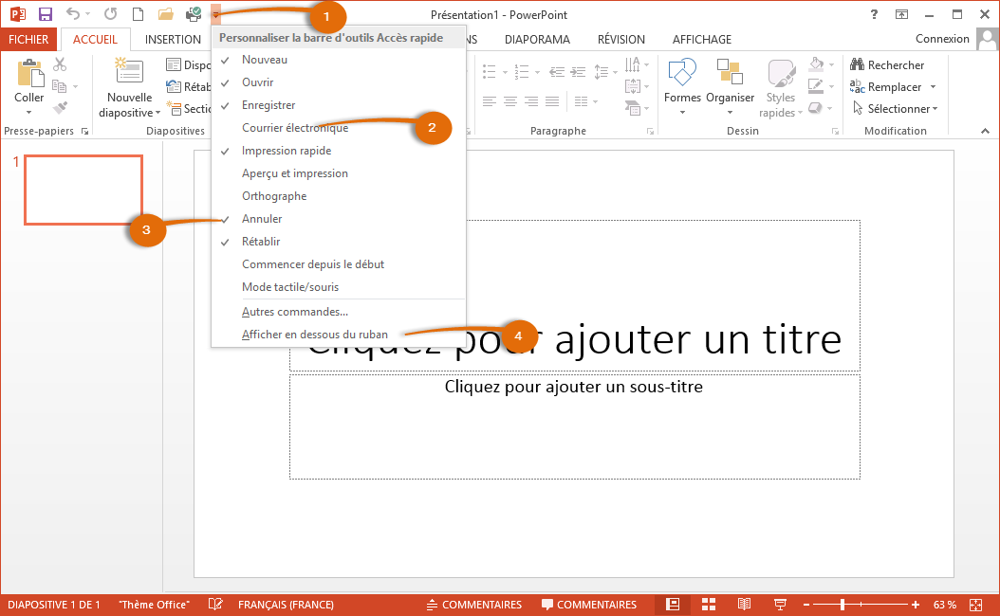 Présentation1 - PowerPoint
?
1
FICHIER ACCUEIL INSERTION NS DIAPORAMA RÉVISION AFFICHAGE Connexion
Personnaliser la barre d'outils Accès rapide
Nouveau
Ouvrir
Enregistrer
Courrier électronique
2
Impression rapide
Aperçu et impression
Orthographe
Annuler
3
Rétablir
Commencer depuis le début
Mode tactile/souris
Autres commandes...
Afficher en dessous du ruban
4
Coller
Presse-papiers
Nouvelle
diapositive
Dispo
Rétab
Sectio
Diapositives
Paragraphe
Formes
Organiser
Styles
rapides
Dessin
Rechercher
Remplacer
Sélectionner
Modification
1
Cliquez pour ajouter un titre
Cliquez pour ajouter un sous-titre
DIAPOSITIVE 1 DE 1 "Thème Office" FRANÇAIS (FRANCE) COMMENTAIRES COMMENTAIRES 63 %